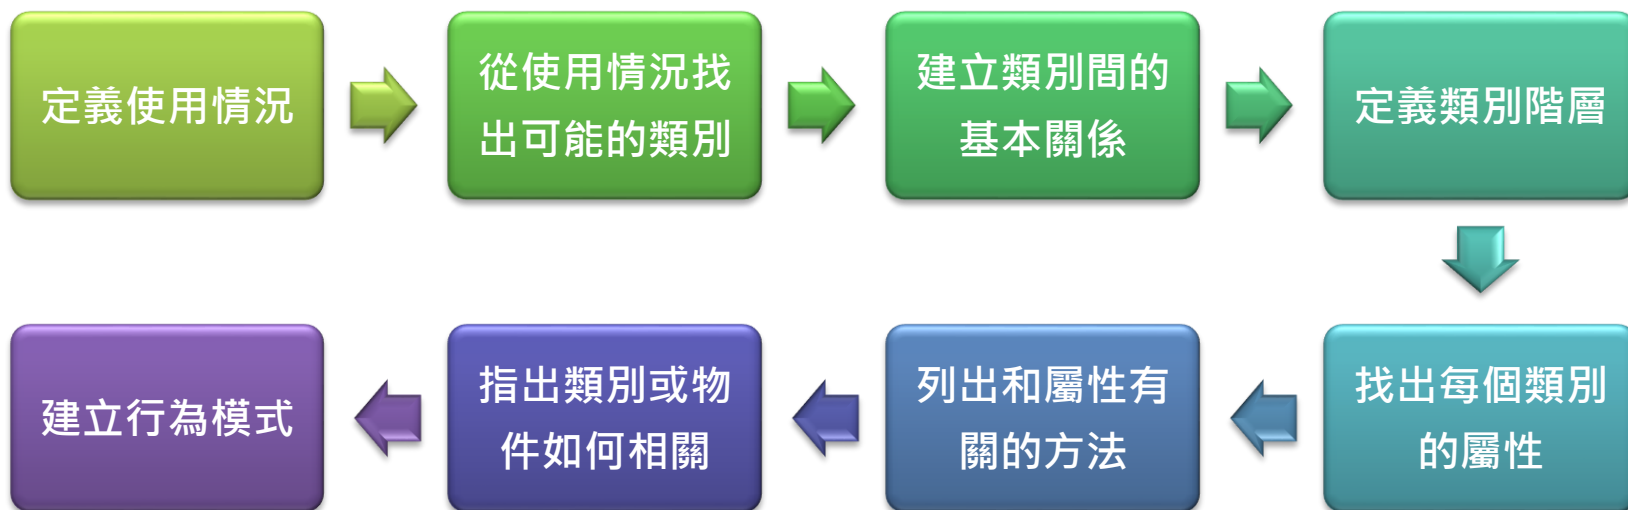 定義使用情況
從使用情況找
出可能的類別
建立類別間的
基本關係
定義類別階層
找出每個類別
的屬性
列出和屬性有
關的方法
指出類別或物
件如何相關
建立行為模式